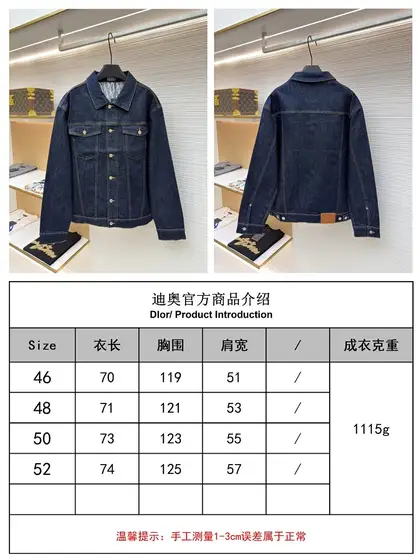 迪奥官方商品介绍
DIor/ Product Introduction
Size 衣长 胸围 肩宽 / 成衣克重
46 70 119 51 /
48 71 121 53 /
50 73 123 55 /
52 74 125 57 /
1115g
/
温馨提示：手工测量1-3cm误差属于正常